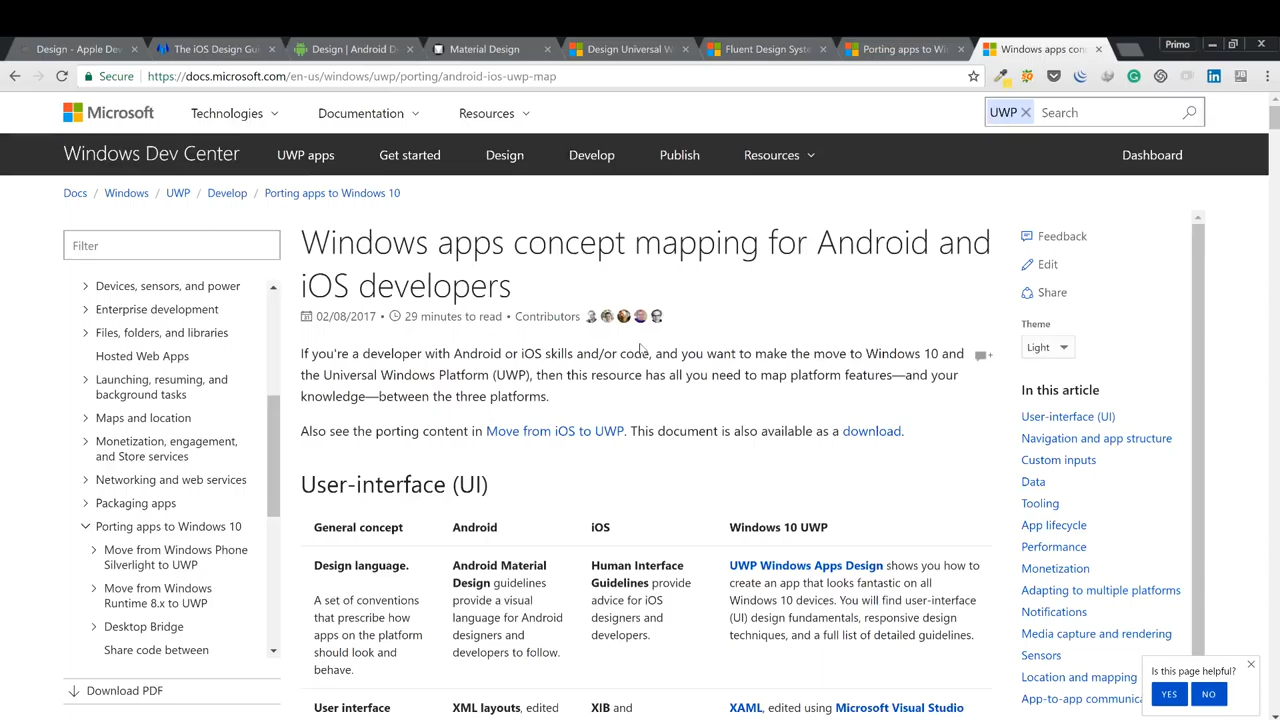 Design - Apple Dev
The iOS Design Gui
Design | Android D
Material Design
Design Universal W
Fluent Design Syste
Porting apps to Win
Windows apps con
Primo
Secure
https://docs.microsoft.com/en-us/windows/uwp/porting/android-ios-uwp-map
Microsoft
Technologies
Documentation
Resources
UWP
Search
Windows Dev Center
UWP apps
Get started
Design
Develop
Publish
Resources
Dashboard
Docs / Windows / UWP / Develop / Porting apps to Windows 10
Filter
Devices, sensors, and power
Enterprise development
Files, folders, and libraries
Hosted Web Apps
Launching, resuming, and
background tasks
Maps and location
Monetization, engagement,
and Store services
Networking and web services
Packaging apps
Porting apps to Windows 10
Move from Windows Phone
Silverlight to UWP
Move from Windows
Runtime 8.x to UWP
Desktop Bridge
Share code between
Download PDF
Windows apps concept mapping for Android and
iOS developers
02/08/2017 • 29 minutes to read • Contributors
If you're a developer with Android or iOS skills and/or code, and you want to make the move to Windows 10 and
the Universal Windows Platform (UWP), then this resource has all you need to map platform features—and your
knowledge—between the three platforms.
Also see the porting content in Move from iOS to UWP. This document is also available as a download.
User-interface (UI)
General concept
Android
iOS
Windows 10 UWP
Design language.
A set of conventions
that prescribe how
apps on the platform
should look and
behave.
Android Material
Design guidelines
provide a visual
language for Android
designers and
developers to follow.
Human Interface
Guidelines provide
advice for iOS
designers and
developers.
UWP Windows Apps Design shows you how to
create an app that looks fantastic on all
Windows 10 devices. You will find user-interface
(UI) design fundamentals, responsive design
techniques, and a full list of detailed guidelines.
User interface
XML layouts, edited
XIB and
XAML, edited using Microsoft Visual Studio
Feedback
Edit
Share
Theme
Light
In this article
User-interface (UI)
Navigation and app structure
Custom inputs
Data
Tooling
App lifecycle
Performance
Monetization
Adapting to multiple platforms
Notifications
Media capture and rendering
Sensors
Location and mapping
App-to-app communica
Is this page helpful?
YES
NO